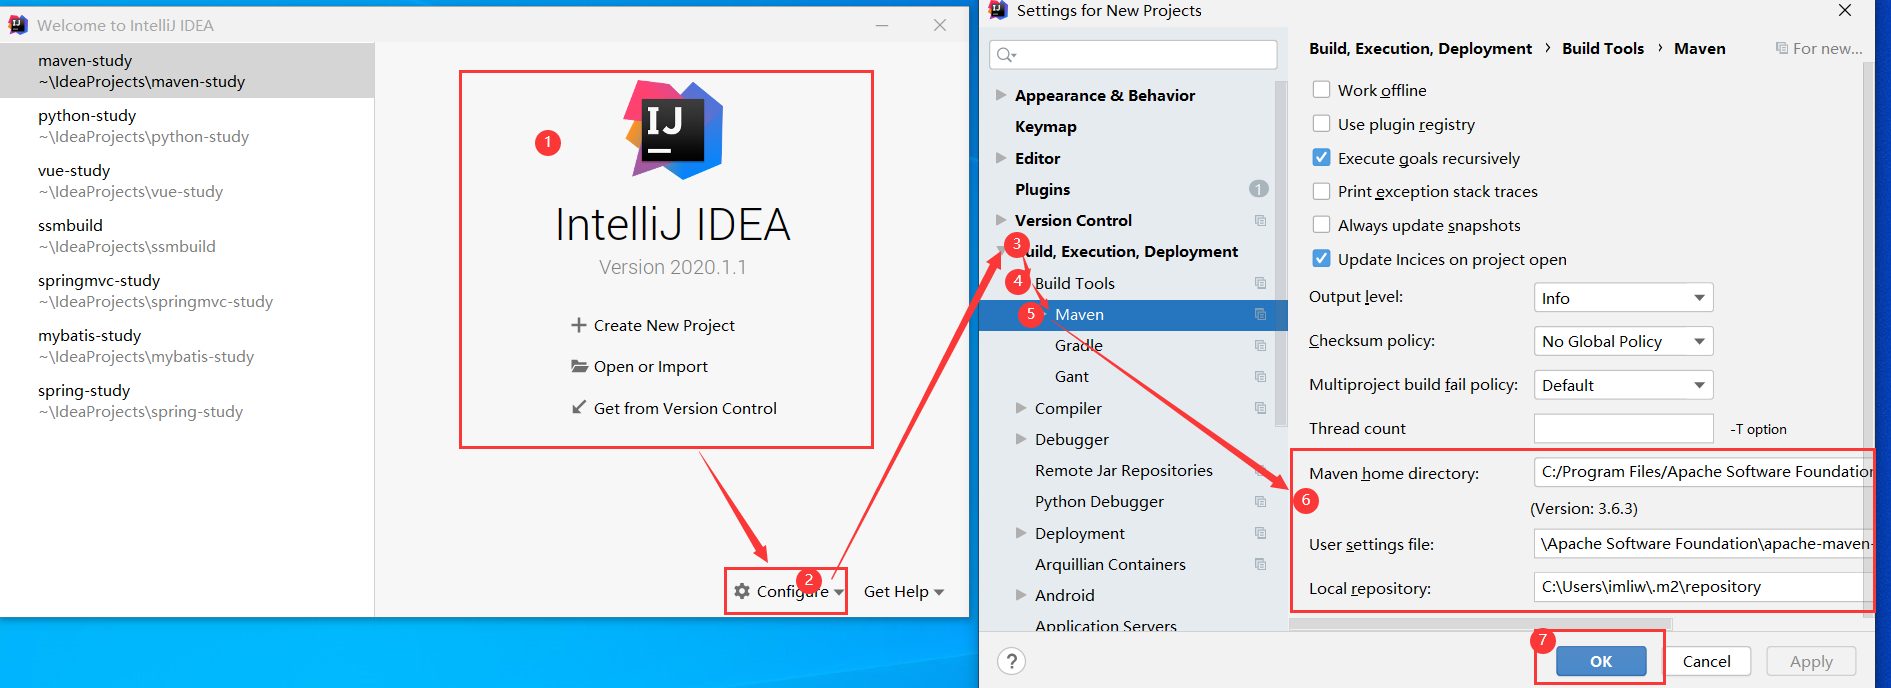 Welcome to IntelliJ IDEA
maven-study
~\IdeaProjects\maven-study
python-study
~\IdeaProjects\python-study
vue-study
~\IdeaProjects\vue-study
ssmbuild
~\IdeaProjects\ssmbuild
springmvc-study
~\IdeaProjects\springmvc-study
mybatis-study
~\IdeaProjects\mybatis-study
spring-study
~\IdeaProjects\spring-study
1
IJ
IntelliJ IDEA
Version 2020.1.1
Create New Project
Open or Import
Get from Version Control
2
Configure
Get Help
IJ
Settings for New Projects
Appearance & Behavior
Keymap
Editor
Plugins 1
Version Control
3 uild, Execution, Deployment
4 Build Tools
5 Maven
Gradle
Gant
Compiler
Debugger
Remote Jar Repositories
Python Debugger
Deployment
Arquillian Containers
Android
Application Servers
Build, Execution, Deployment › Build Tools › Maven
For new...
Work offline
Use plugin registry
Execute goals recursively
Print exception stack traces
Always update snapshots
Update Incices on project open
Output level: Info
Checksum policy: No Global Policy
Multiproject build fail policy: Default
Thread count -T option
Maven home directory: C:/Program Files/Apache Software Foundation
6
(Version: 3.6.3)
User settings file: \Apache Software Foundation\apache-maven-
Local repository: C:\Users\imliw\.m2\repository
7
?
OK
Cancel
Apply